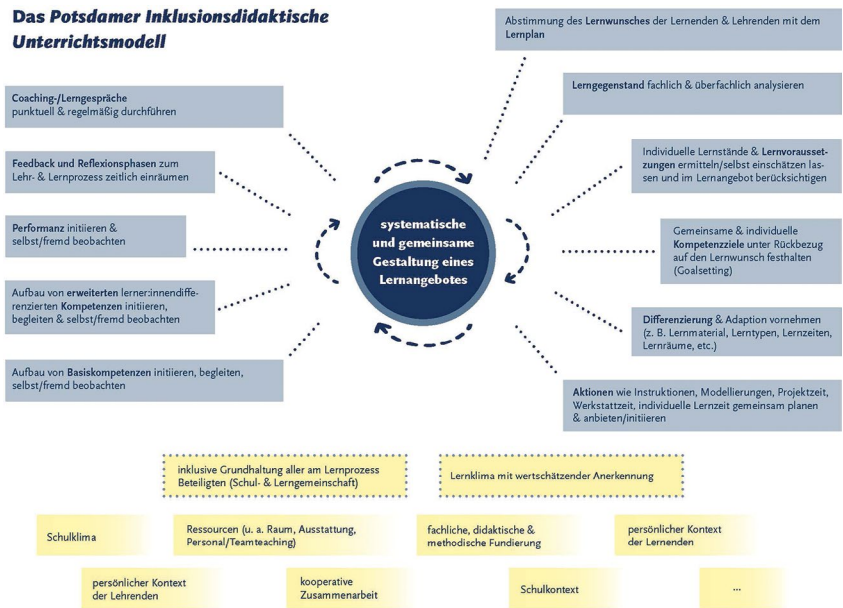 Das Potsdamer Inklusionsdidaktische
Unterrichtsmodell
Abstimmung des Lernwunsches der Lernenden & Lehrenden mit dem
Lernplan
Lerngegenstand fachlich & überfachlich analysieren
Individuelle Lernstände & Lernvorausset-
zungen ermitteln/selbst einschätzen las-
sen und im Lernangebot berücksichtigen
Gemeinsame & individuelle
Kompetenzziele unter Rückbezug
auf den Lernwunsch festhalten
(Goalsetting)
Differenzierung & Adaption vornehmen
(z. B. Lernmaterial, Lerntypen, Lernzeiten,
Lernräume, etc.)
Aktionen wie Instruktionen, Modellierungen, Projektzeit,
Werkstattzeit, individuelle Lernzeit gemeinsam planen
& anbieten/initiieren
Coaching-/Lerngespräche
punktuell & regelmäßig durchführen
Feedback und Reflexionsphasen zum
Lehr- & Lernprozess zeitlich einräumen
Performanz initiieren &
selbst/fremd beobachten
Aufbau von erweiterten lerner:innendiffe-
renzierten Kompetenzen initiieren,
begleiten & selbst/fremd beobachten
Aufbau von Basiskompetenzen initiieren, begleiten,
selbst/fremd beobachten
systematische
und gemeinsame
Gestaltung eines
Lernangebotes
inklusive Grundhaltung aller am Lernprozess
Beteiligten (Schul- & Lerngemeinschaft)
Lernklima mit wertschätzender Anerkennung
Schulklima
Ressourcen (u. a. Raum, Ausstattung,
Personal/Teamteaching)
fachliche, didaktische &
methodische Fundierung
persönlicher Kontext
der Lernenden
persönlicher Kontext
der Lehrenden
kooperative
Zusammenarbeit
Schulkontext
...